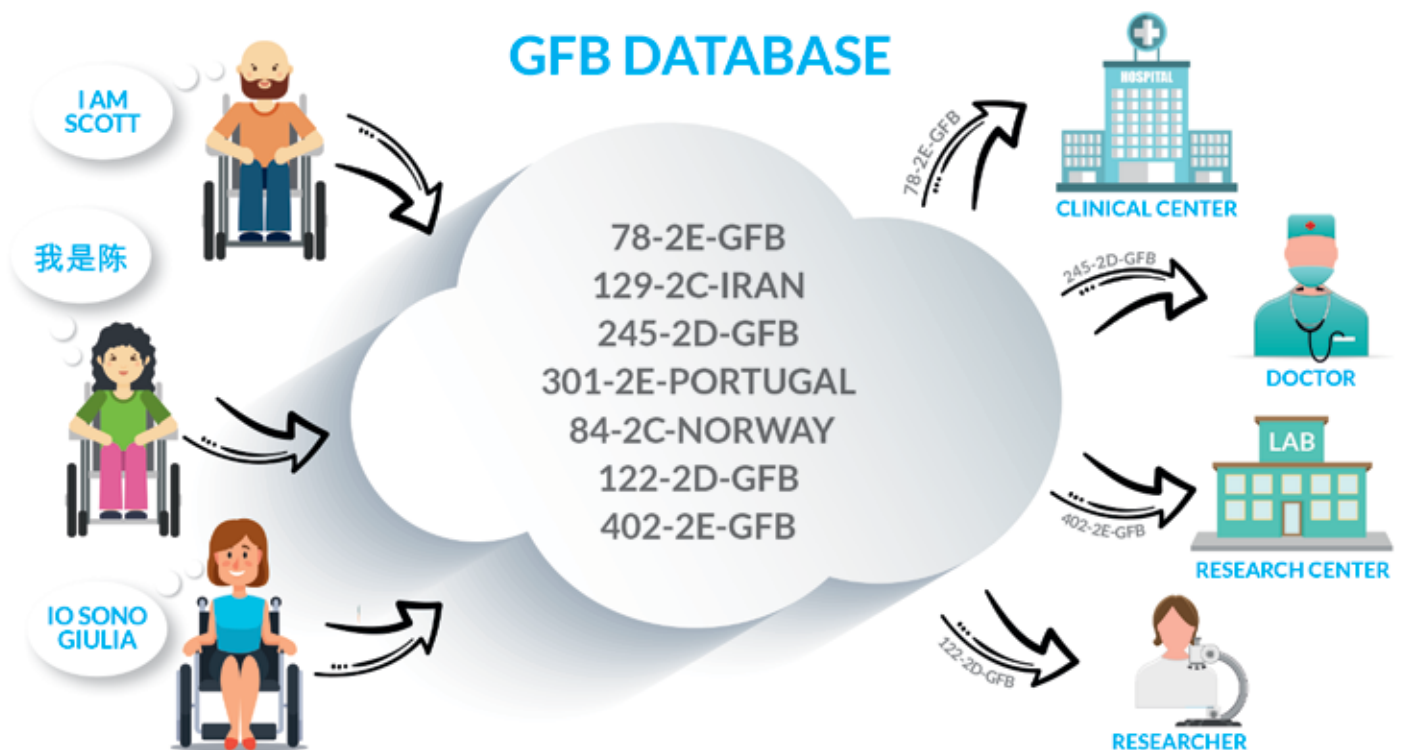 GFB DATABASE
I AM
SCOTT
我是陈
IO SONO
GIULIA
78-2E-GFB
129-2C-IRAN
245-2D-GFB
301-2E-PORTUGAL
84-2C-NORWAY
122-2D-GFB
402-2E-GFB
78-2E-GFB
HOSPITAL
CLINICAL CENTER
245-2D-GFB
DOCTOR
LAB
402-2E-GFB
RESEARCH CENTER
122-2D-GFB
RESEARCHER